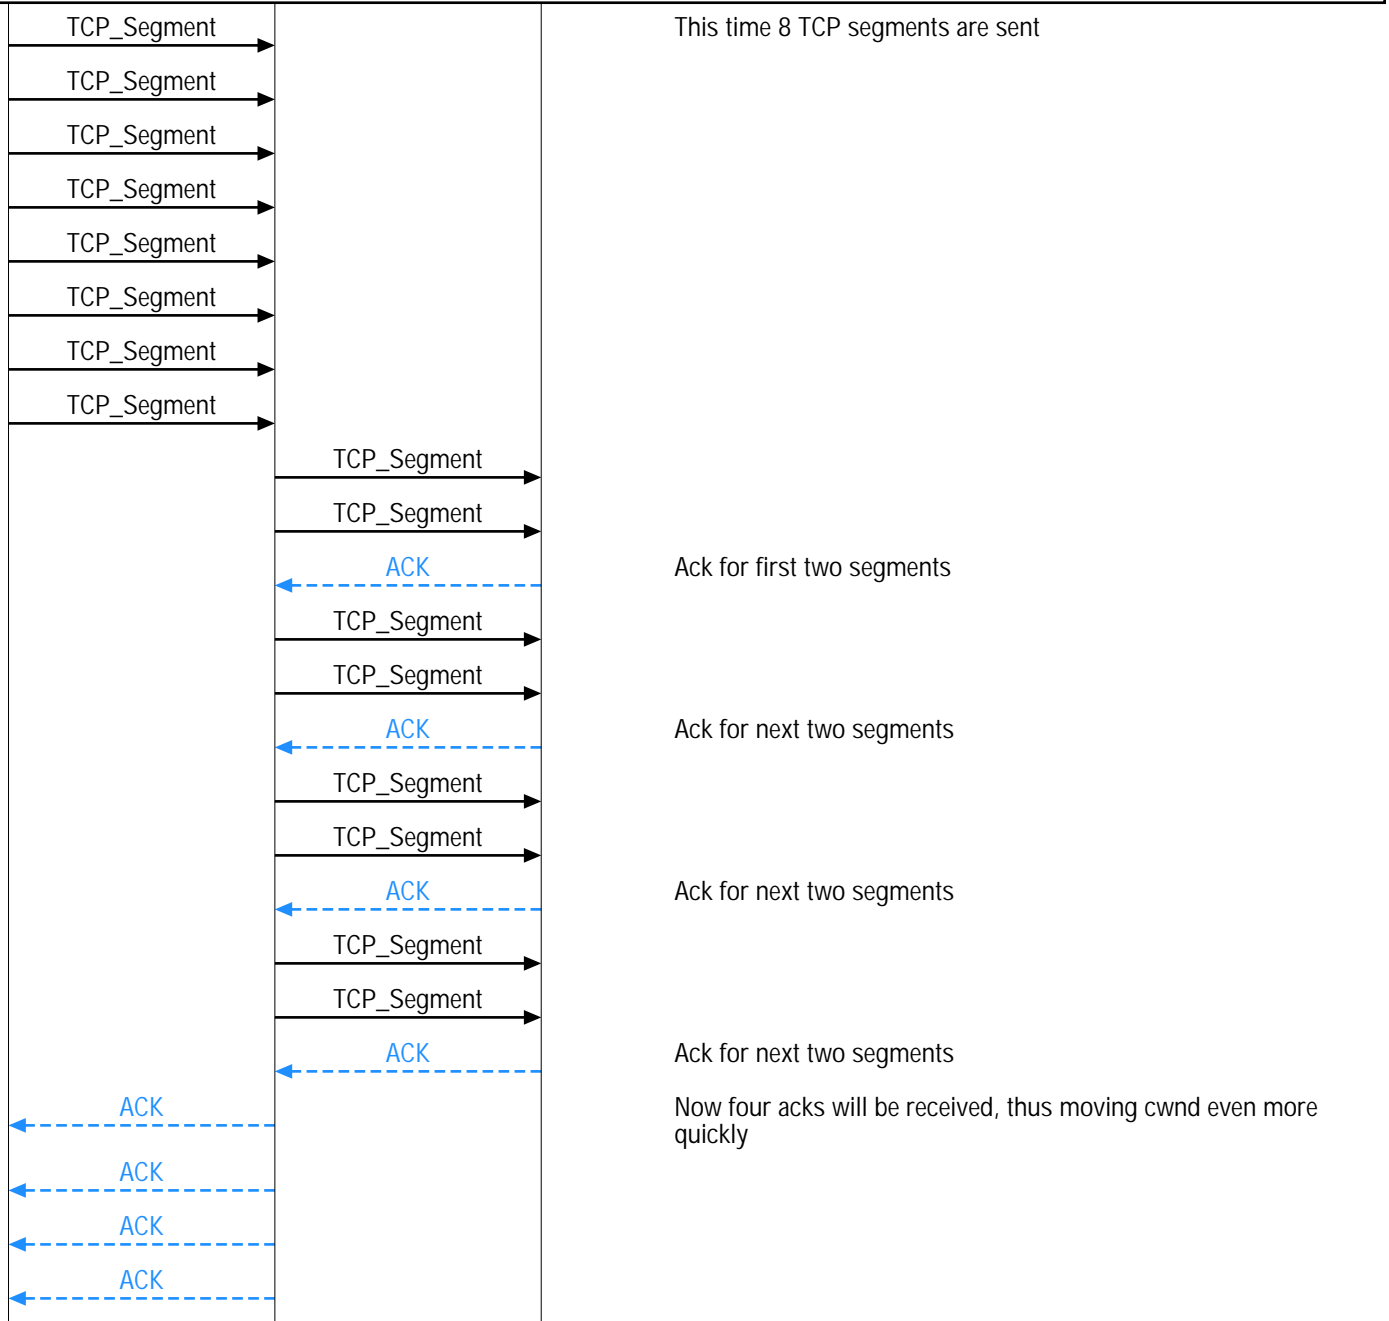 TCP_Segment
This time 8 TCP segments are sent
TCP_Segment
TCP_Segment
TCP_Segment
TCP_Segment
TCP_Segment
TCP_Segment
TCP_Segment
TCP_Segment
TCP_Segment
ACK
Ack for first two segments
TCP_Segment
TCP_Segment
ACK
Ack for next two segments
TCP_Segment
TCP_Segment
ACK
Ack for next two segments
TCP_Segment
TCP_Segment
ACK
Ack for next two segments
ACK
Now four acks will be received, thus moving cwnd even more
quickly
ACK
ACK
ACK